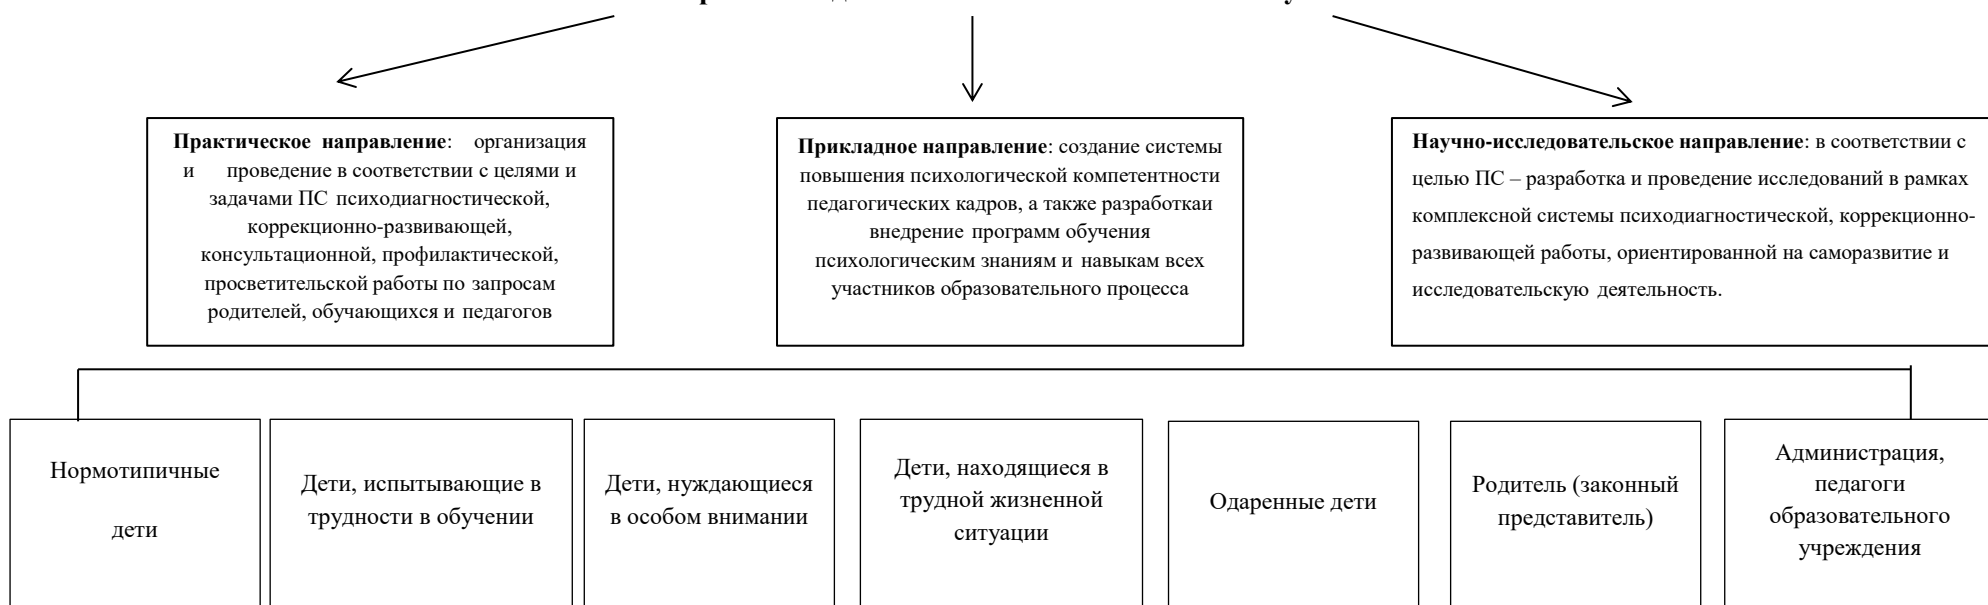 Практическое направление: организация
и проведение в соответствии с целями и
задачами ПС психодиагностической,
коррекционно-развивающей,
консультационной, профилактической,
просветительской работы по запросам
родителей, обучающихся и педагогов
Прикладное направление: создание системы
повышения психологической компетентности
педагогических кадров, а также разработкаи
внедрение программ обучения
психологическим знаниям и навыкам всех
участников образовательного процесса
Научно-исследовательское направление: в соответствии с
целью ПС – разработка и проведение исследований в рамках
комплексной системы психодиагностической, коррекционно-
развивающей работы, ориентированной на саморазвитие и
исследовательскую деятельность.
Нормотипичные
дети
Дети, испытывающие в
трудности в обучении
Дети, нуждающиеся
в особом внимании
Дети, находящиеся в
трудной жизненной
ситуации
Одаренные дети
Родитель (законный
представитель)
Администрация,
педагоги
образовательного
учреждения